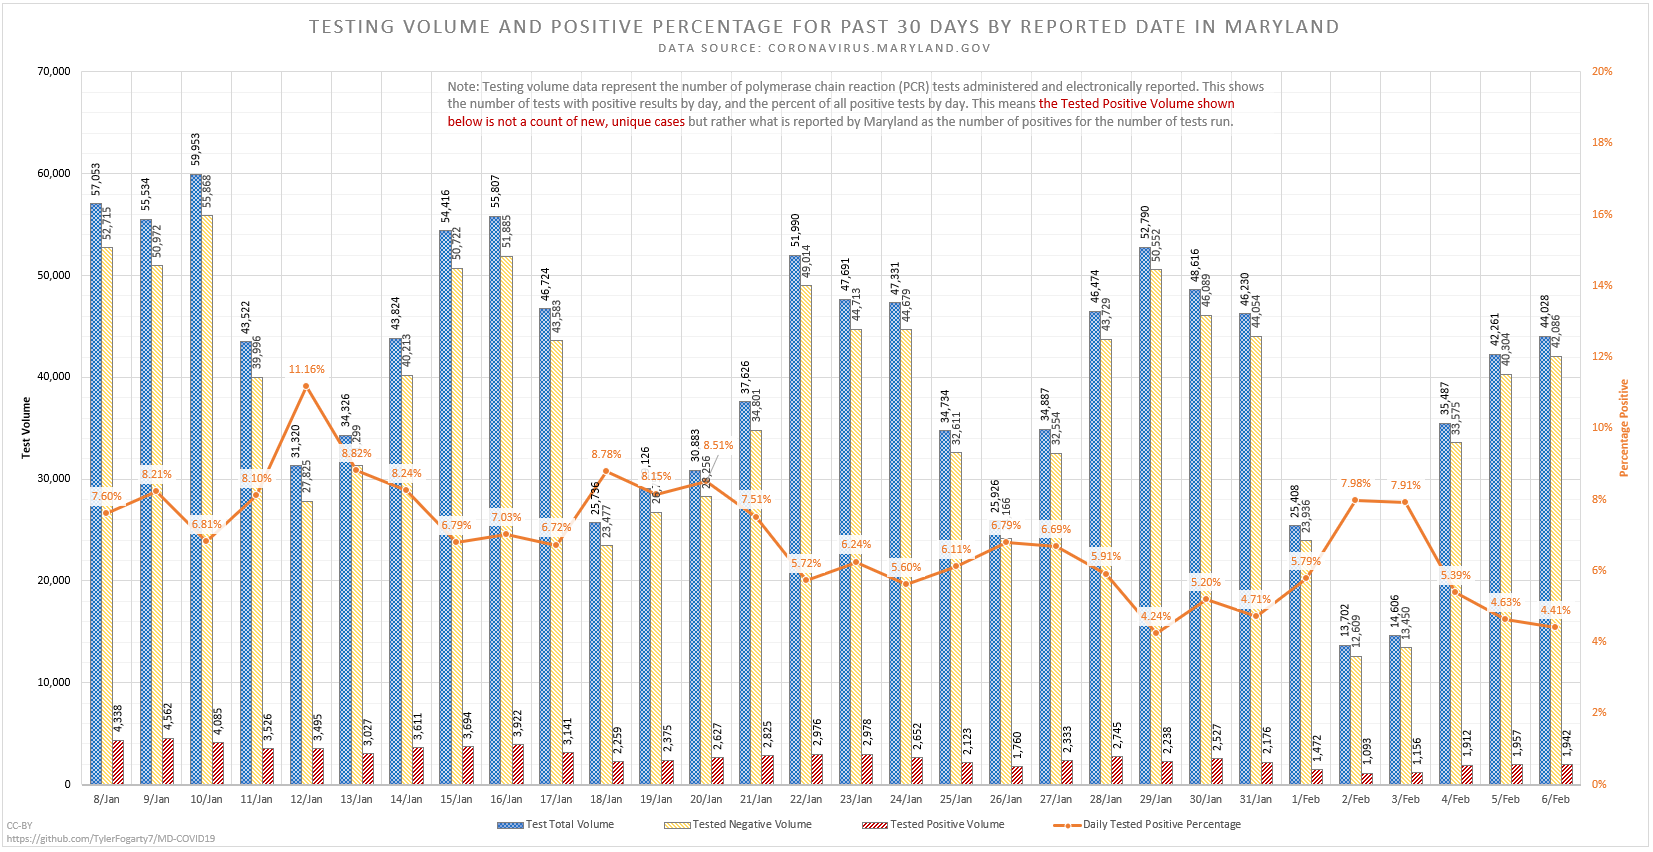 TESTING VOLUME AND POSITIVE PERCENTAGE FOR PAST 30 DAYS BY REPORTED DATE IN MARYLAND
DATA SOURCE: CORONAVIRUS.MARYLAND.GOV
Note: Testing volume data represent the number of polymerase chain reaction (PCR) tests administered and electronically reported. This shows
the number of tests with positive results by day, and the percent of all positive tests by day. This means the Tested Positive Volume shown
below is not a count of new, unique cases but rather what is reported by Maryland as the number of positives for the number of tests run.
Test Volume
70,000
60,000
50,000
40,000
30,000
20,000
10,000
0
Percentage Positive
20%
18%
16%
14%
12%
10%
8%
6%
4%
2%
0%
57,053 52,715 4,338 7.60%
55,534 50,972 4,562 8.21%
59,953 55,868 4,085 6.81%
43,522 39,996 3,526 8.10%
31,320 27,825 3,495 11.16%
34,326 3,027 8.82%
43,824 40,213 3,611 8.24%
54,416 50,722 3,694 6.79%
55,807 51,885 3,922 7.03%
46,724 43,583 3,141 6.72%
25,736 23,477 2,259 8.78%
2,375 8.15%
30,883 28,256 2,627 8.51%
37,626 34,801 2,825 7.51%
51,990 49,014 2,976 5.72%
47,691 44,713 2,978 6.24%
47,331 44,679 2,652 5.60%
34,734 32,611 2,123 6.11%
25,926 1,760 6.79%
34,887 32,554 2,333 6.69%
46,474 43,729 2,745 5.91%
52,790 50,552 2,238 4.24%
48,616 46,089 2,527 5.20%
46,230 44,054 2,176 4.71%
25,408 23,936 1,472 5.79%
13,702 12,609 1,093 7.98%
14,606 13,450 1,156 7.91%
35,487 33,575 1,912 5.39%
42,261 40,304 1,957 4.63%
44,028 42,086 1,942 4.41%
8/Jan 9/Jan 10/Jan 11/Jan 12/Jan 13/Jan 14/Jan 15/Jan 16/Jan 17/Jan 18/Jan 19/Jan 20/Jan 21/Jan 22/Jan 23/Jan 24/Jan 25/Jan 26/Jan 27/Jan 28/Jan 29/Jan 30/Jan 31/Jan 1/Feb 2/Feb 3/Feb 4/Feb 5/Feb 6/Feb
Test Total Volume Tested Negative Volume Tested Positive Volume Daily Tested Positive Percentage
CC-BY
https://github.com/TylerFogarty7/MD-COVID19